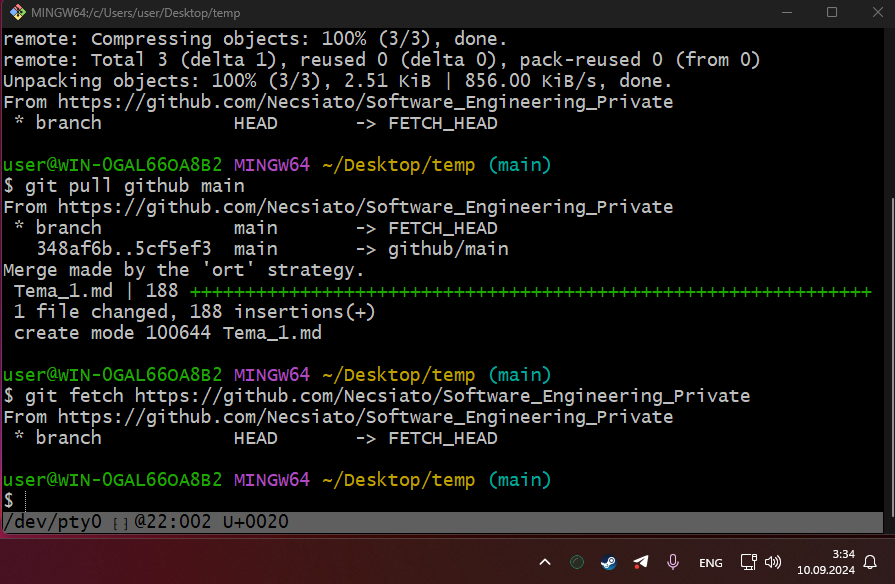 MINGW64:/c/Users/user/Desktop/temp
remote: Compressing objects: 100% (3/3), done.
remote: Total 3 (delta 1), reused 0 (delta 0), pack-reused 0 (from 0)
Unpacking objects: 100% (3/3), 2.51 KiB | 856.00 KiB/s, done.
From https://github.com/Necsiato/Software_Engineering_Private
 * branch            HEAD       -> FETCH_HEAD
user@WIN-0GAL66OA8B2 MINGW64 ~/Desktop/temp (main)
$ git pull github main
From https://github.com/Necsiato/Software_Engineering_Private
 * branch            main       -> FETCH_HEAD
   348af6b..5cf5ef3  main       -> github/main
Merge made by the 'ort' strategy.
 Tema_1.md | 188 ++++++++++++++++++++++++++++++++++++++++++++++++++++++++++++++
 1 file changed, 188 insertions(+)
 create mode 100644 Tema_1.md
user@WIN-0GAL66OA8B2 MINGW64 ~/Desktop/temp (main)
$ git fetch https://github.com/Necsiato/Software_Engineering_Private
From https://github.com/Necsiato/Software_Engineering_Private
 * branch            HEAD       -> FETCH_HEAD
user@WIN-0GAL66OA8B2 MINGW64 ~/Desktop/temp (main)
$
/dev/pty0 [ ] @22:002 U+0020
ENG
3:34
10.09.2024